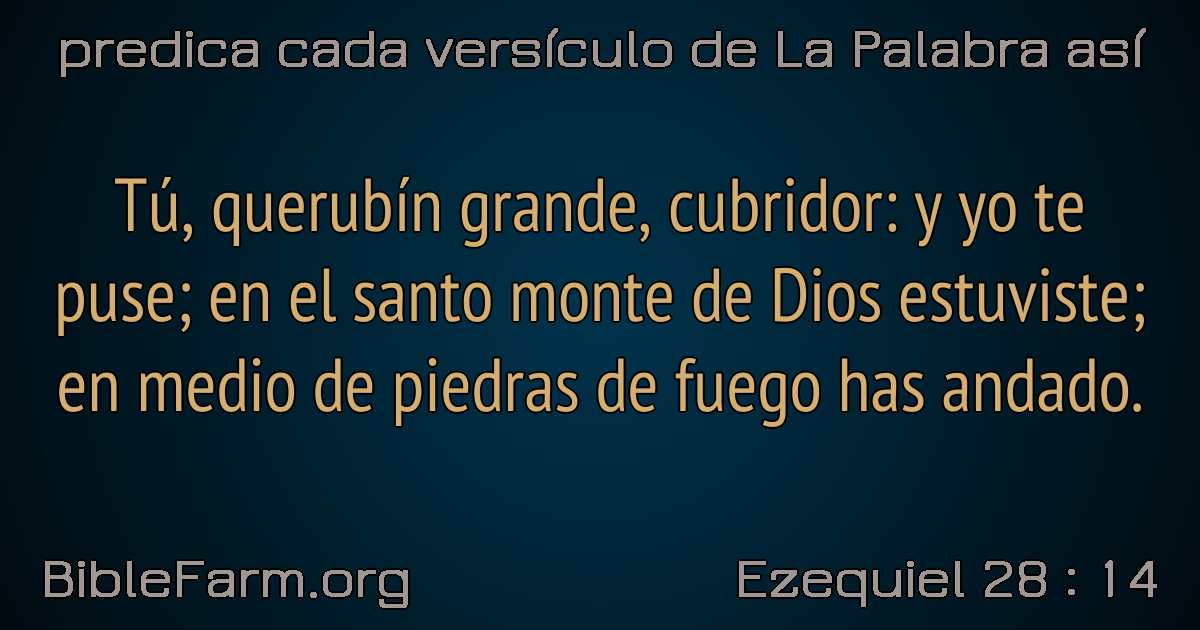 predica cada versículo de La Palabra así
Tú, querubín grande, cubridor: y yo te
puse; en el santo monte de Dios estuviste;
en medio de piedras de fuego has andado.
BibleFarm.org
Ezequiel 28 : 14